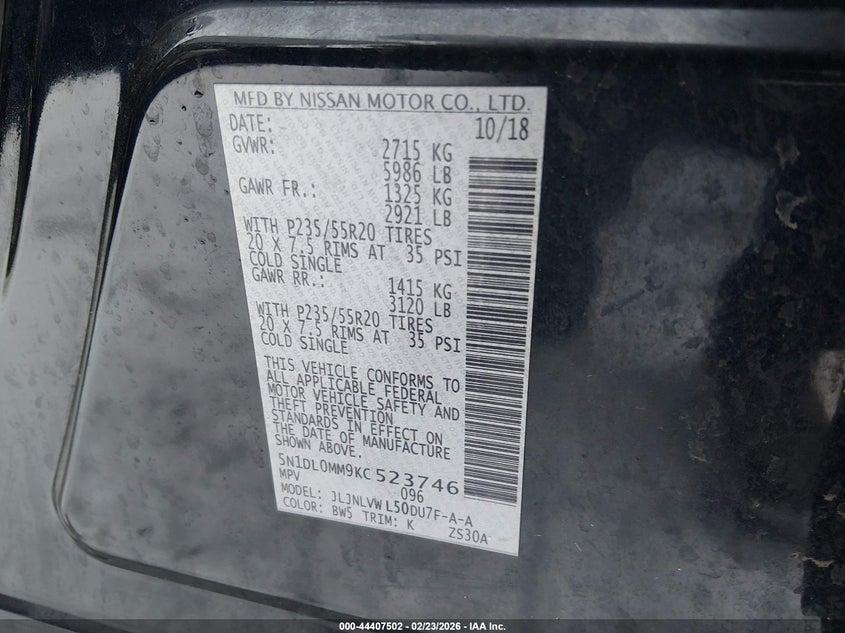 MFD BY NISSAN MOTOR CO., LTD.
DATE: 10/18
GVWR: 2715 KG
5986 LB
GAWR FR.: 1325 KG
2921 LB
WITH P235/55R20 TIRES
20 X 7.5 RIMS AT 35 PSI
COLD SINGLE
GAWR RR.: 1415 KG
3120 LB
WITH P235/55R20 TIRES
20 X 7.5 RIMS AT 35 PSI
COLD SINGLE
THIS VEHICLE CONFORMS TO
ALL APPLICABLE FEDERAL
MOTOR VEHICLE SAFETY AND
THEFT PREVENTION
STANDARDS IN EFFECT ON
THE DATE OF MANUFACTURE
SHOWN ABOVE.
5N1DL0MM9KC523746
MPV 096
MODEL: JLJNLVWL50DU7F-A-A
COLOR: BW5 TRIM: K ZS30A
000-44407502 - 02/23/2026 - IAA Inc.